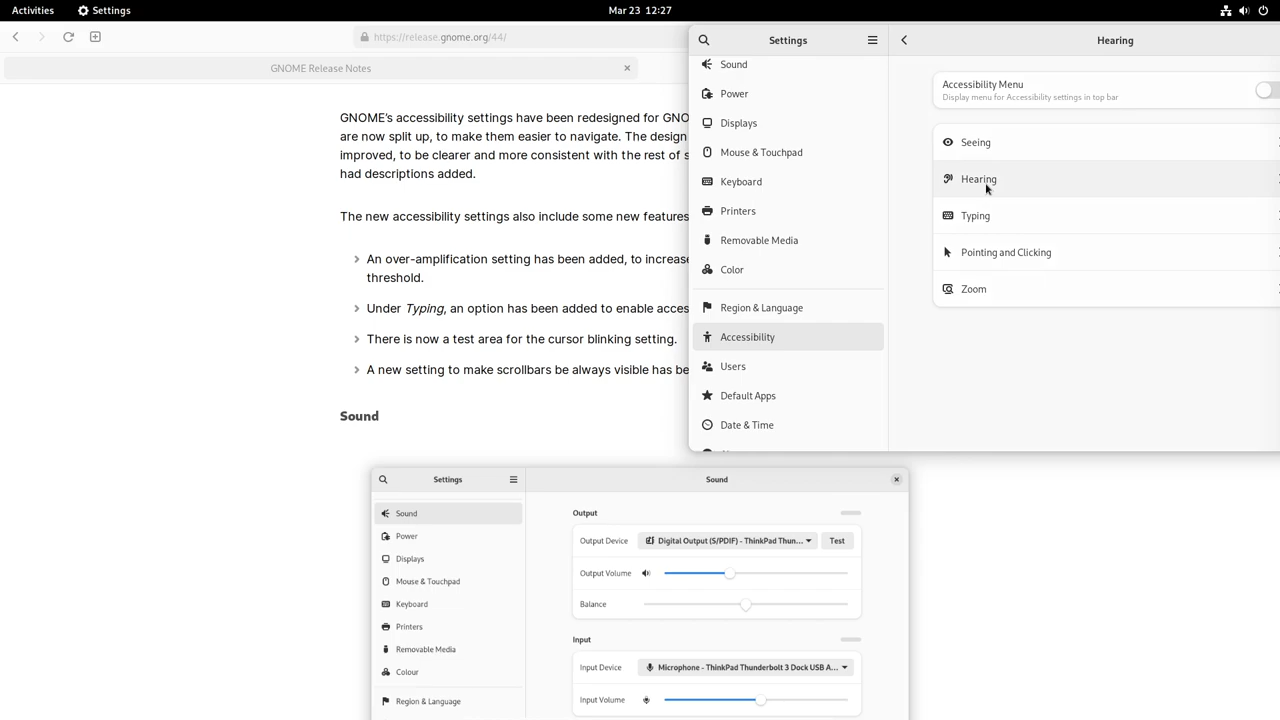 Activities
Settings
Mar 23 12:27
https://release.gnome.org/44/
GNOME Release Notes
GNOME's accessibility settings have been redesigned for GNO
are now split up, to make them easier to navigate. The design
improved, to be clearer and more consistent with the rest of s
had descriptions added.
The new accessibility settings also include some new features
An over-amplification setting has been added, to increase
threshold.
Under Typing, an option has been added to enable acces
There is now a test area for the cursor blinking setting.
A new setting to make scrollbars be always visible has be
Sound
Settings
Sound
Power
Displays
Mouse & Touchpad
Keyboard
Printers
Removable Media
Color
Region & Language
Accessibility
Users
Default Apps
Date & Time
Hearing
Accessibility Menu
Display menu for Accessibility settings in top bar
Seeing
Hearing
Typing
Pointing and Clicking
Zoom
Settings
Sound
Sound
Power
Displays
Mouse & Touchpad
Keyboard
Printers
Removable Media
Colour
Region & Language
Output
Output Device
Digital Output (S/PDIF) - ThinkPad Thun...
Test
Output Volume
Balance
Input
Input Device
Microphone - ThinkPad Thunderbolt 3 Dock USB A...
Input Volume